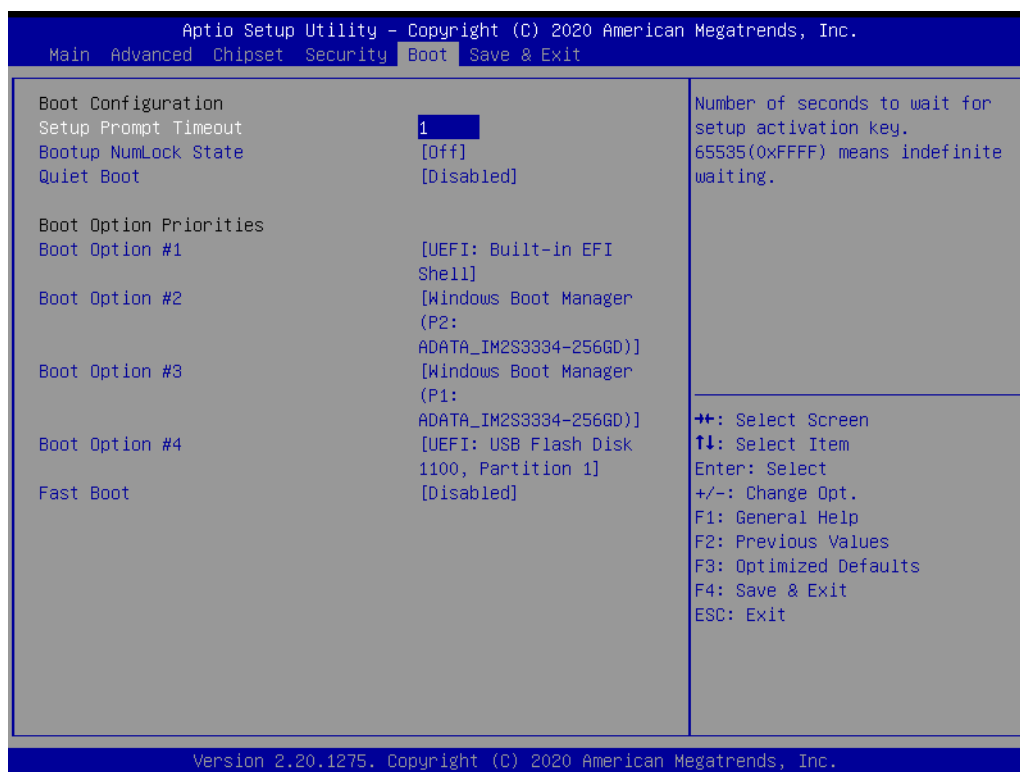 Aptio Setup Utility – Copyright (C) 2020 American Megatrends, Inc.
Main Advanced Chipset Security Boot Save & Exit
Boot Configuration
Setup Prompt Timeout 1
Bootup NumLock State [Off]
Quiet Boot [Disabled]
Boot Option Priorities
Boot Option #1 [UEFI: Built-in EFI
Shell]
Boot Option #2 [Windows Boot Manager
(P2:
ADATA_IM2S3334-256GD)]
Boot Option #3 [Windows Boot Manager
(P1:
ADATA_IM2S3334-256GD)]
Boot Option #4 [UEFI: USB Flash Disk
1100, Partition 1]
Fast Boot [Disabled]
Number of seconds to wait for
setup activation key.
65535(0xFFFF) means indefinite
waiting.
→←: Select Screen
↑↓: Select Item
Enter: Select
+/-: Change Opt.
F1: General Help
F2: Previous Values
F3: Optimized Defaults
F4: Save & Exit
ESC: Exit
Version 2.20.1275. Copyright (C) 2020 American Megatrends, Inc.